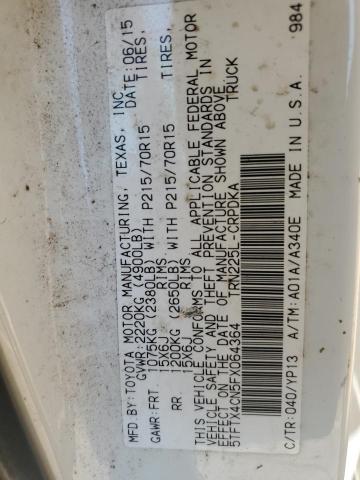 MFD.BY:TOYOTA MOTOR MANUFACTURING, TEXAS, INC.
GVWR:2220KG (4900LB) DATE:06/15
GAWR:FRT. 1075KG (2380LB) WITH P215/70R15 TIRES,
15X6J RIMS
RR 1200KG (2650LB) WITH P215/70R15 TIRES,
15X6J RIMS
THIS VEHICLE CONFORMS TO ALL APPLICABLE FEDERAL MOTOR
VEHICLE SAFETY AND THEFT PREVENTION STANDARDS IN
EFFECT ON THE DATE OF MANUFACTURE SHOWN ABOVE
5TFTX4CN5FX064364 TRUCK
TRN225L-CRPDKA
C/TR:040/YP13 A/TM:A01A/A340E MADE IN U.S.A. 984